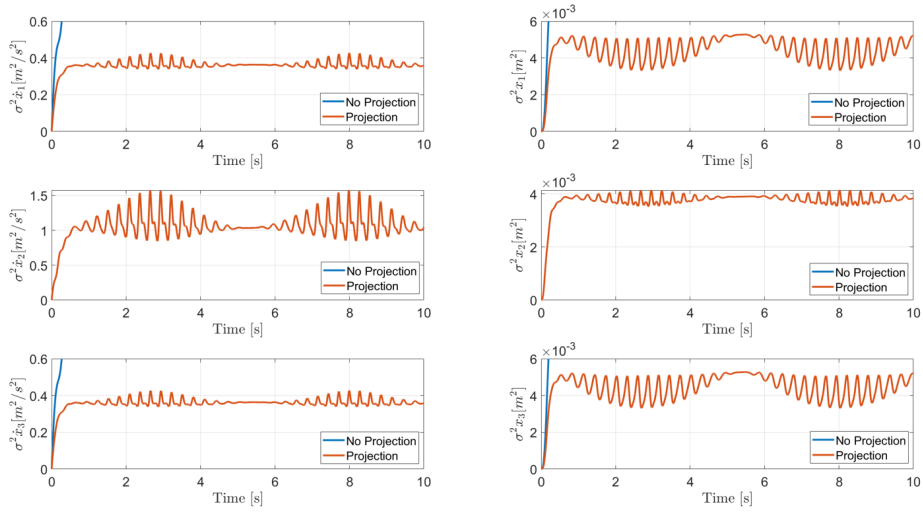 σ²ẋ₁[m²/s²]
0.6
0.4
0.2
0
0 2 4 6 8 10
Time [s]
No Projection
Projection
×10⁻³
σ²x₁[m²]
6
4
2
0
0 2 4 6 8 10
Time [s]
No Projection
Projection
σ²ẋ₂[m²/s²]
1.5
1
0.5
0
0 2 4 6 8 10
Time [s]
No Projection
Projection
×10⁻³
σ²x₂[m²]
4
2
0
0 2 4 6 8 10
Time [s]
No Projection
Projection
σ²ẋ₃[m²/s²]
0.6
0.4
0.2
0
0 2 4 6 8 10
Time [s]
No Projection
Projection
×10⁻³
σ²x₃[m²]
6
4
2
0
0 2 4 6 8 10
Time [s]
No Projection
Projection